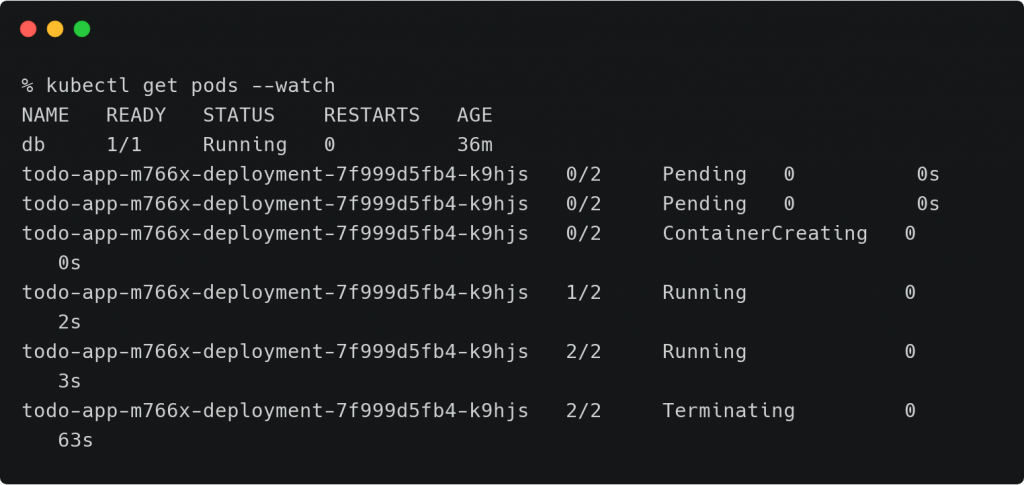 % kubectl get pods --watch
NAME   READY   STATUS    RESTARTS   AGE
db     1/1     Running   0          36m
todo-app-m766x-deployment-7f999d5fb4-k9hjs   0/2     Pending   0          0s
todo-app-m766x-deployment-7f999d5fb4-k9hjs   0/2     Pending   0          0s
todo-app-m766x-deployment-7f999d5fb4-k9hjs   0/2     ContainerCreating   0
   0s
todo-app-m766x-deployment-7f999d5fb4-k9hjs   1/2     Running             0
   2s
todo-app-m766x-deployment-7f999d5fb4-k9hjs   2/2     Running             0
   3s
todo-app-m766x-deployment-7f999d5fb4-k9hjs   2/2     Terminating         0
   63s